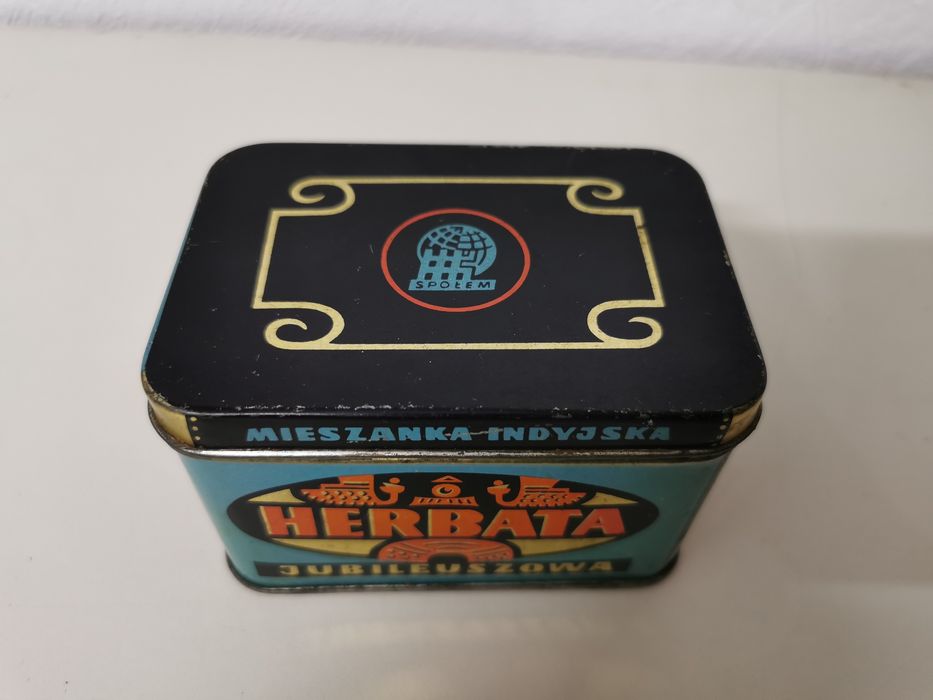 SPOŁEM
MIESZANKA INDYJSKA
HERBATA
JUBILEUSZOWA